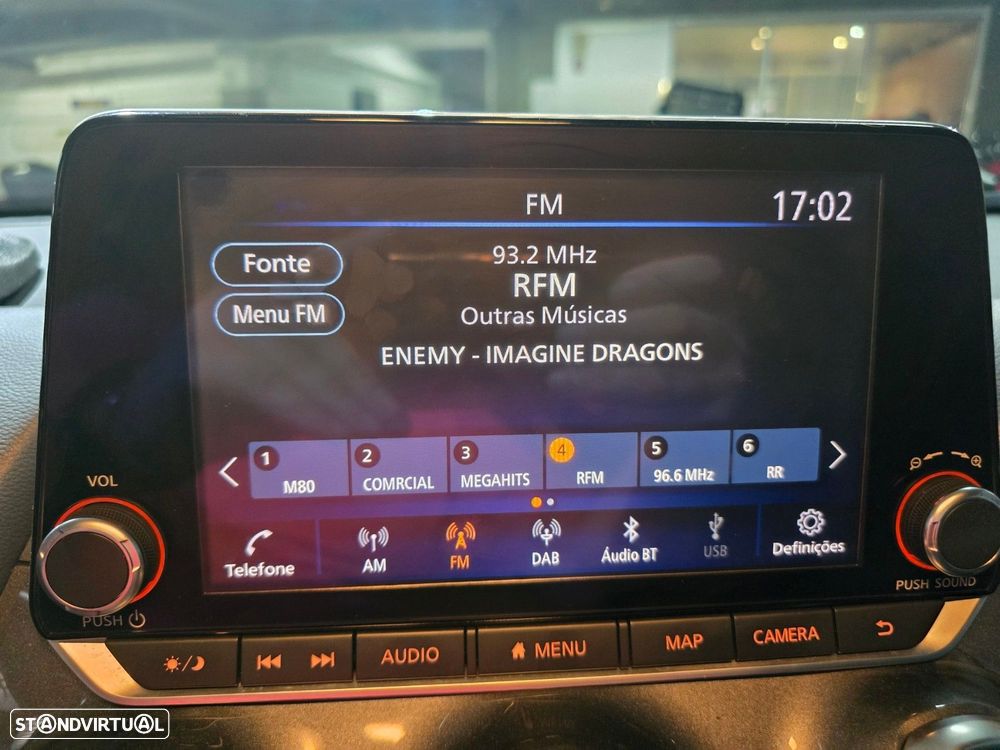 FM
17:02
Fonte
93.2 MHz
RFM
Menu FM
Outras Músicas
ENEMY - IMAGINE DRAGONS
1 M80
2 COMRCIAL
3 MEGAHITS
4 RFM
5 96.6 MHz
6 RR
VOL
Telefone
AM
FM
DAB
Áudio BT
USB
Definições
PUSH
PUSH SOUND
AUDIO
MENU
MAP
CAMERA
STANDVIRTUAL